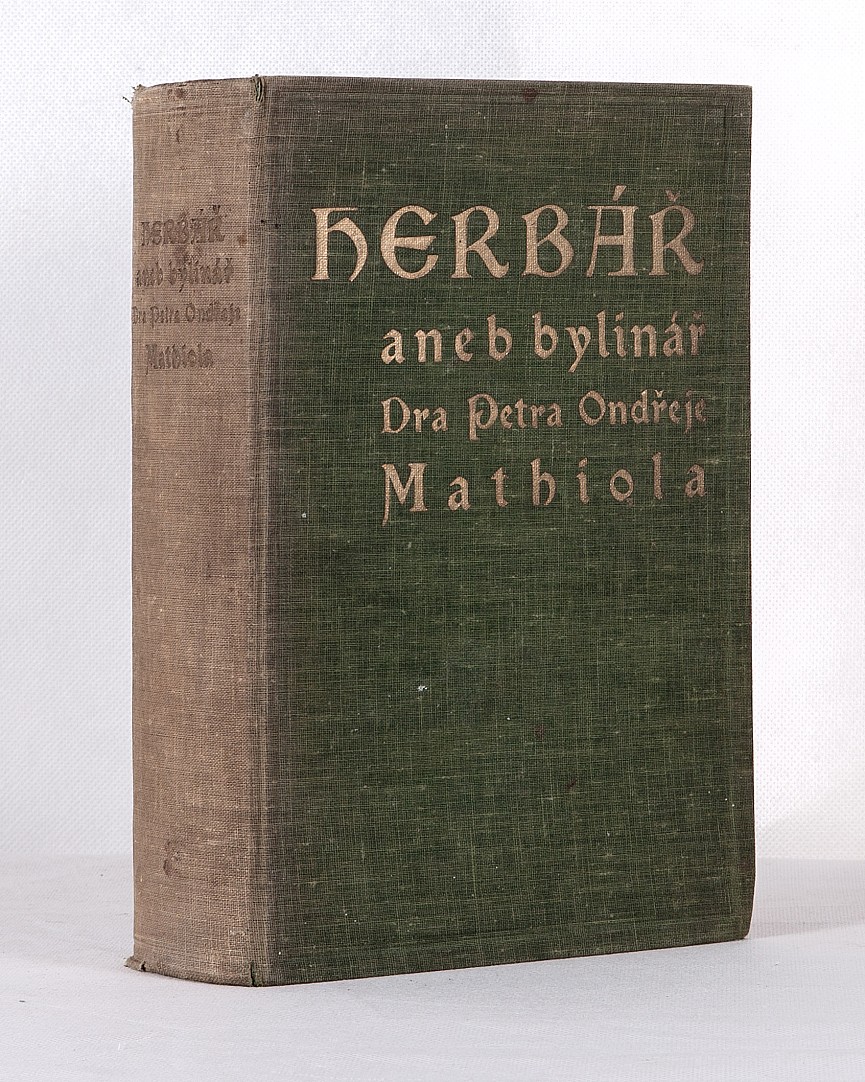 HERBÁŘ
aneb bylinář
Dra Petra Ondřeje
Mathiola
HERBÁŘ
aneb bylinář
Dra Petra Ondřeje
Mathiola